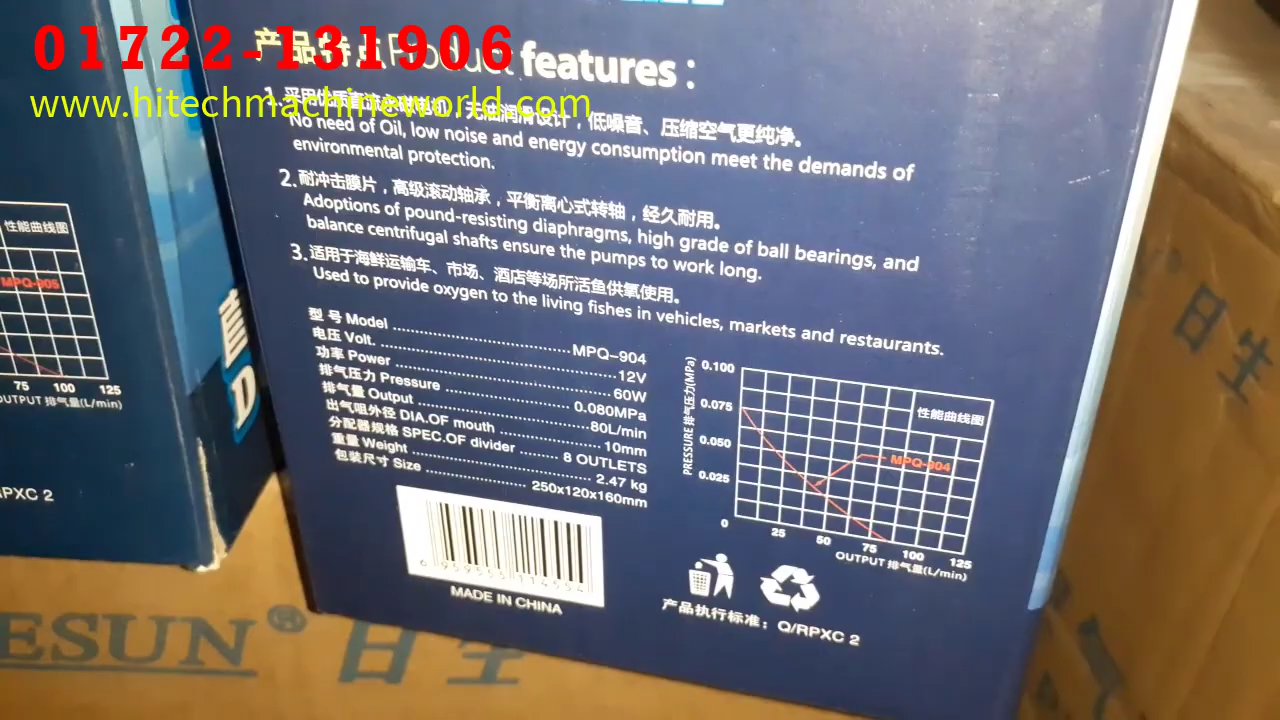 01722-131906
www.hitechmachineworld.com
产品特点 Product features :
1. 采用优质直流永磁电机，无油润滑设计，低噪音、压缩空气更纯净。
No need of Oil, low noise and energy consumption meet the demands of
environmental protection.
2. 耐冲击膜片，高级滚动轴承，平衡离心式转轴，经久耐用。
Adoptions of pound-resisting diaphragms, high grade of ball bearings, and
balance centrifugal shafts ensure the pumps to work long.
3. 适用于海鲜运输车、市场、酒店等场所活鱼供氧使用。
Used to provide oxygen to the living fishes in vehicles, markets and restaurants.
型 号 Model MPQ-904
电压 Volt. 12V
功率 Power 60W
排气压力 Pressure 0.080MPa
排气量 Output 80L/min
出气咀外径 DIA.OF mouth 10mm
分配器规格 SPEC.OF divider 8 OUTLETS
重量 Weight 2.47 kg
包装尺寸 Size 250x120x160mm
MADE IN CHINA
PRESSURE 排气压力(MPa)
0.100
0.075
0.050
0.025
0
性能曲线图
MPQ-904
25 50 75 100 125
OUTPUT 排气量(L/min)
产品执行标准：Q/RPXC 2
性能曲线图
MPQ-905
75 100 125
OUTPUT 排气量(L/min)
RPXC 2
ESUN® 日生
日生